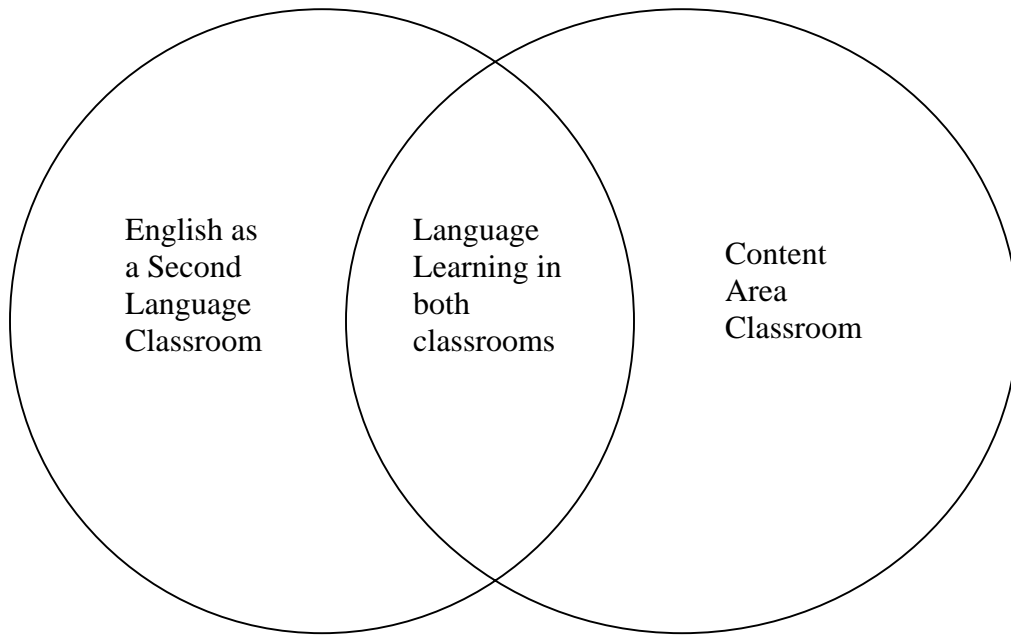 English as
a Second
Language
Classroom
Language
Learning in
both
classrooms
Content
Area
Classroom